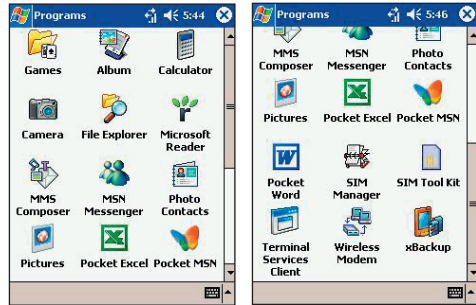 Programs 5:44
Games Album Calculator
Camera File Explorer Microsoft Reader
MMS Composer MSN Messenger Photo Contacts
Pictures Pocket Excel Pocket MSN
Programs 5:46
MMS Composer MSN Messenger Photo Contacts
Pictures Pocket Excel Pocket MSN
Pocket Word SIM Manager SIM Tool Kit
Terminal Services Client Wireless Modem xBackup